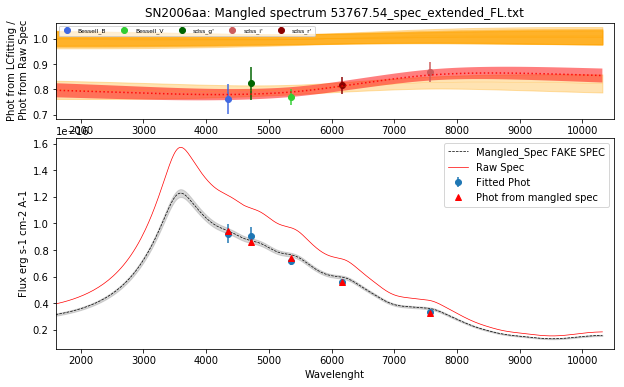 SN2006aa: Mangled spectrum 53767.54_spec_extended_FL.txt
Phot from LCfitting /
Phot from Raw Spec
Bessell_B
Bessell_V
sdss_g'
sdss_i'
sdss_r'
1.0
0.9
0.8
0.7
2000 3000 4000 5000 6000 7000 8000 9000 10000
1e−16
Flux erg s-1 cm-2 A-1
1.6
1.4
1.2
1.0
0.8
0.6
0.4
0.2
Mangled_Spec FAKE SPEC
Raw Spec
Fitted Phot
Phot from mangled spec
2000 3000 4000 5000 6000 7000 8000 9000 10000
Wavelenght